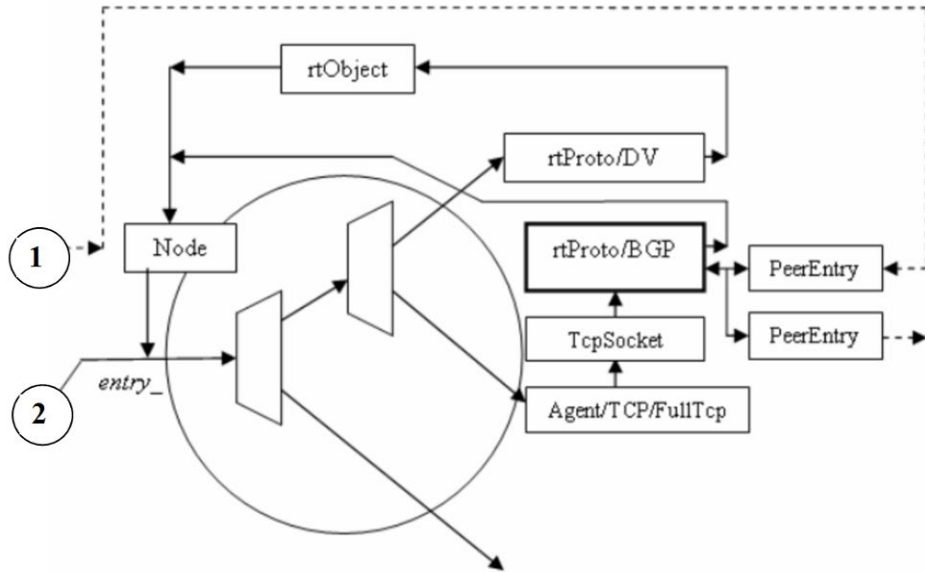 rtObject
rtProto/DV
1
Node
rtProto/BGP
PeerEntry
TcpSocket
PeerEntry
2
entry_
Agent/TCP/FullTcp